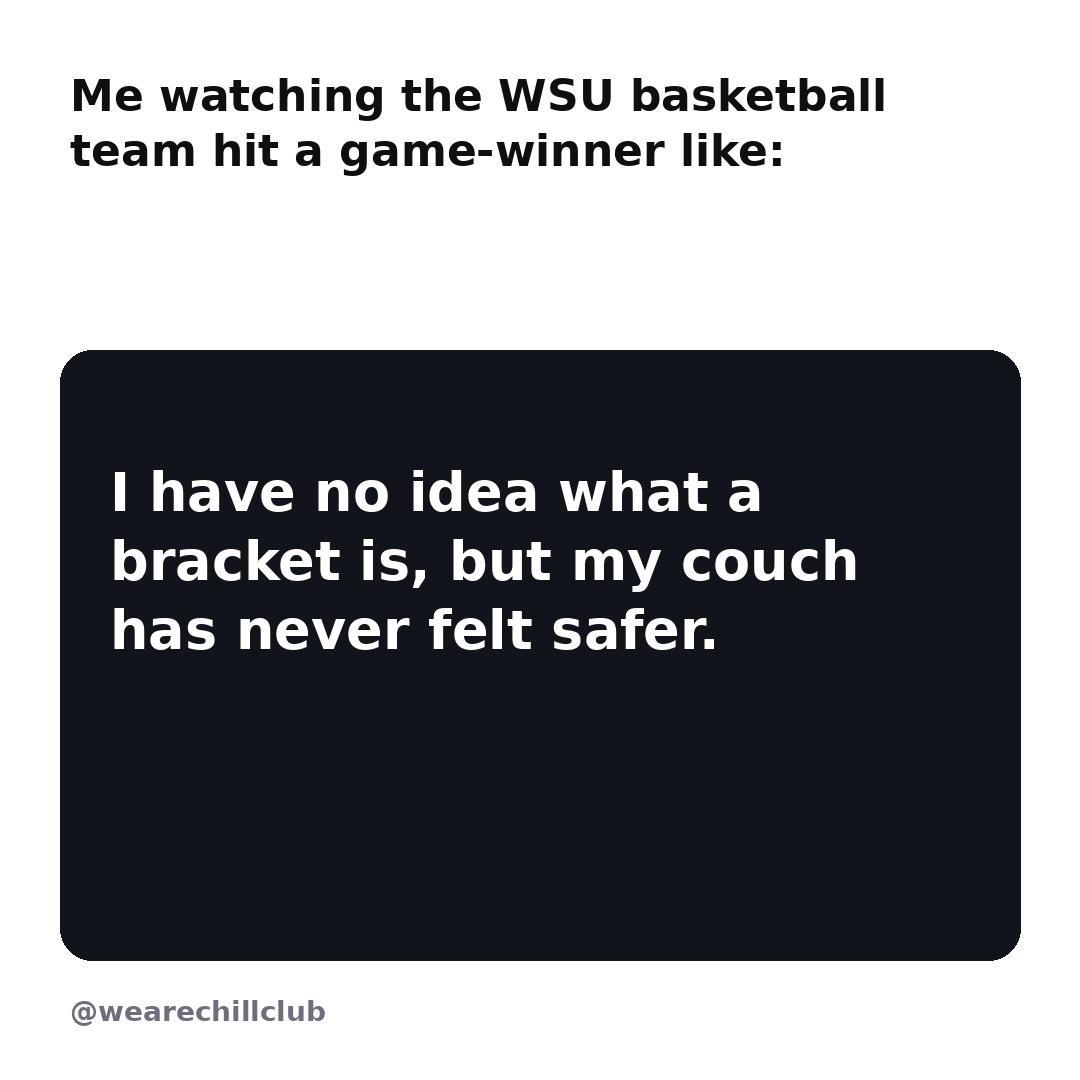 Me watching the WSU basketball
team hit a game-winner like:
I have no idea what a
bracket is, but my couch
has never felt safer.
@wearechillclub